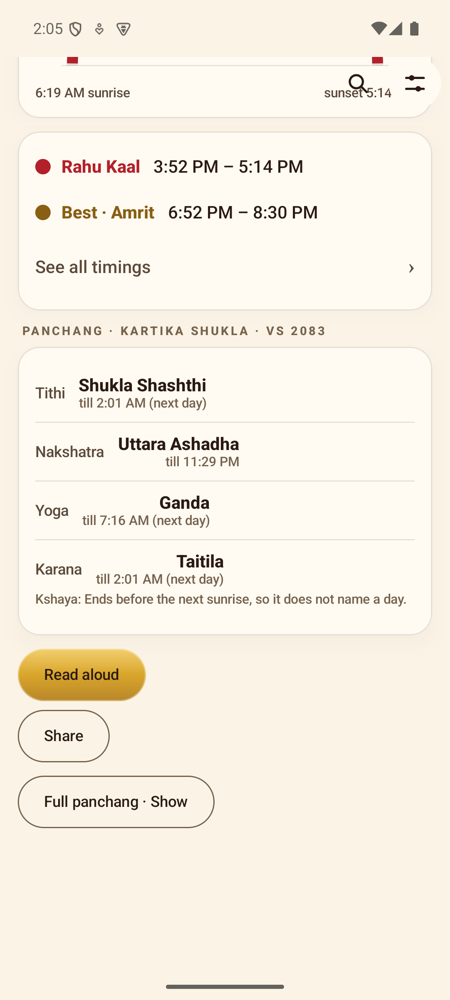 2:05
6:19 AM sunrise
sunset 5:14
Rahu Kaal 3:52 PM – 5:14 PM
Best · Amrit 6:52 PM – 8:30 PM
See all timings ›
PANCHANG · KARTIKA SHUKLA · VS 2083
Tithi Shukla Shashthi
till 2:01 AM (next day)
Nakshatra Uttara Ashadha
till 11:29 PM
Yoga Ganda
till 7:16 AM (next day)
Karana Taitila
till 2:01 AM (next day)
Kshaya: Ends before the next sunrise, so it does not name a day.
Read aloud
Share
Full panchang · Show